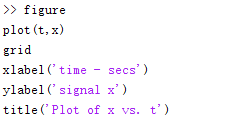 >> figure
plot(t,x)
grid
xlabel('time - secs')
ylabel('signal x')
title('Plot of x vs. t')